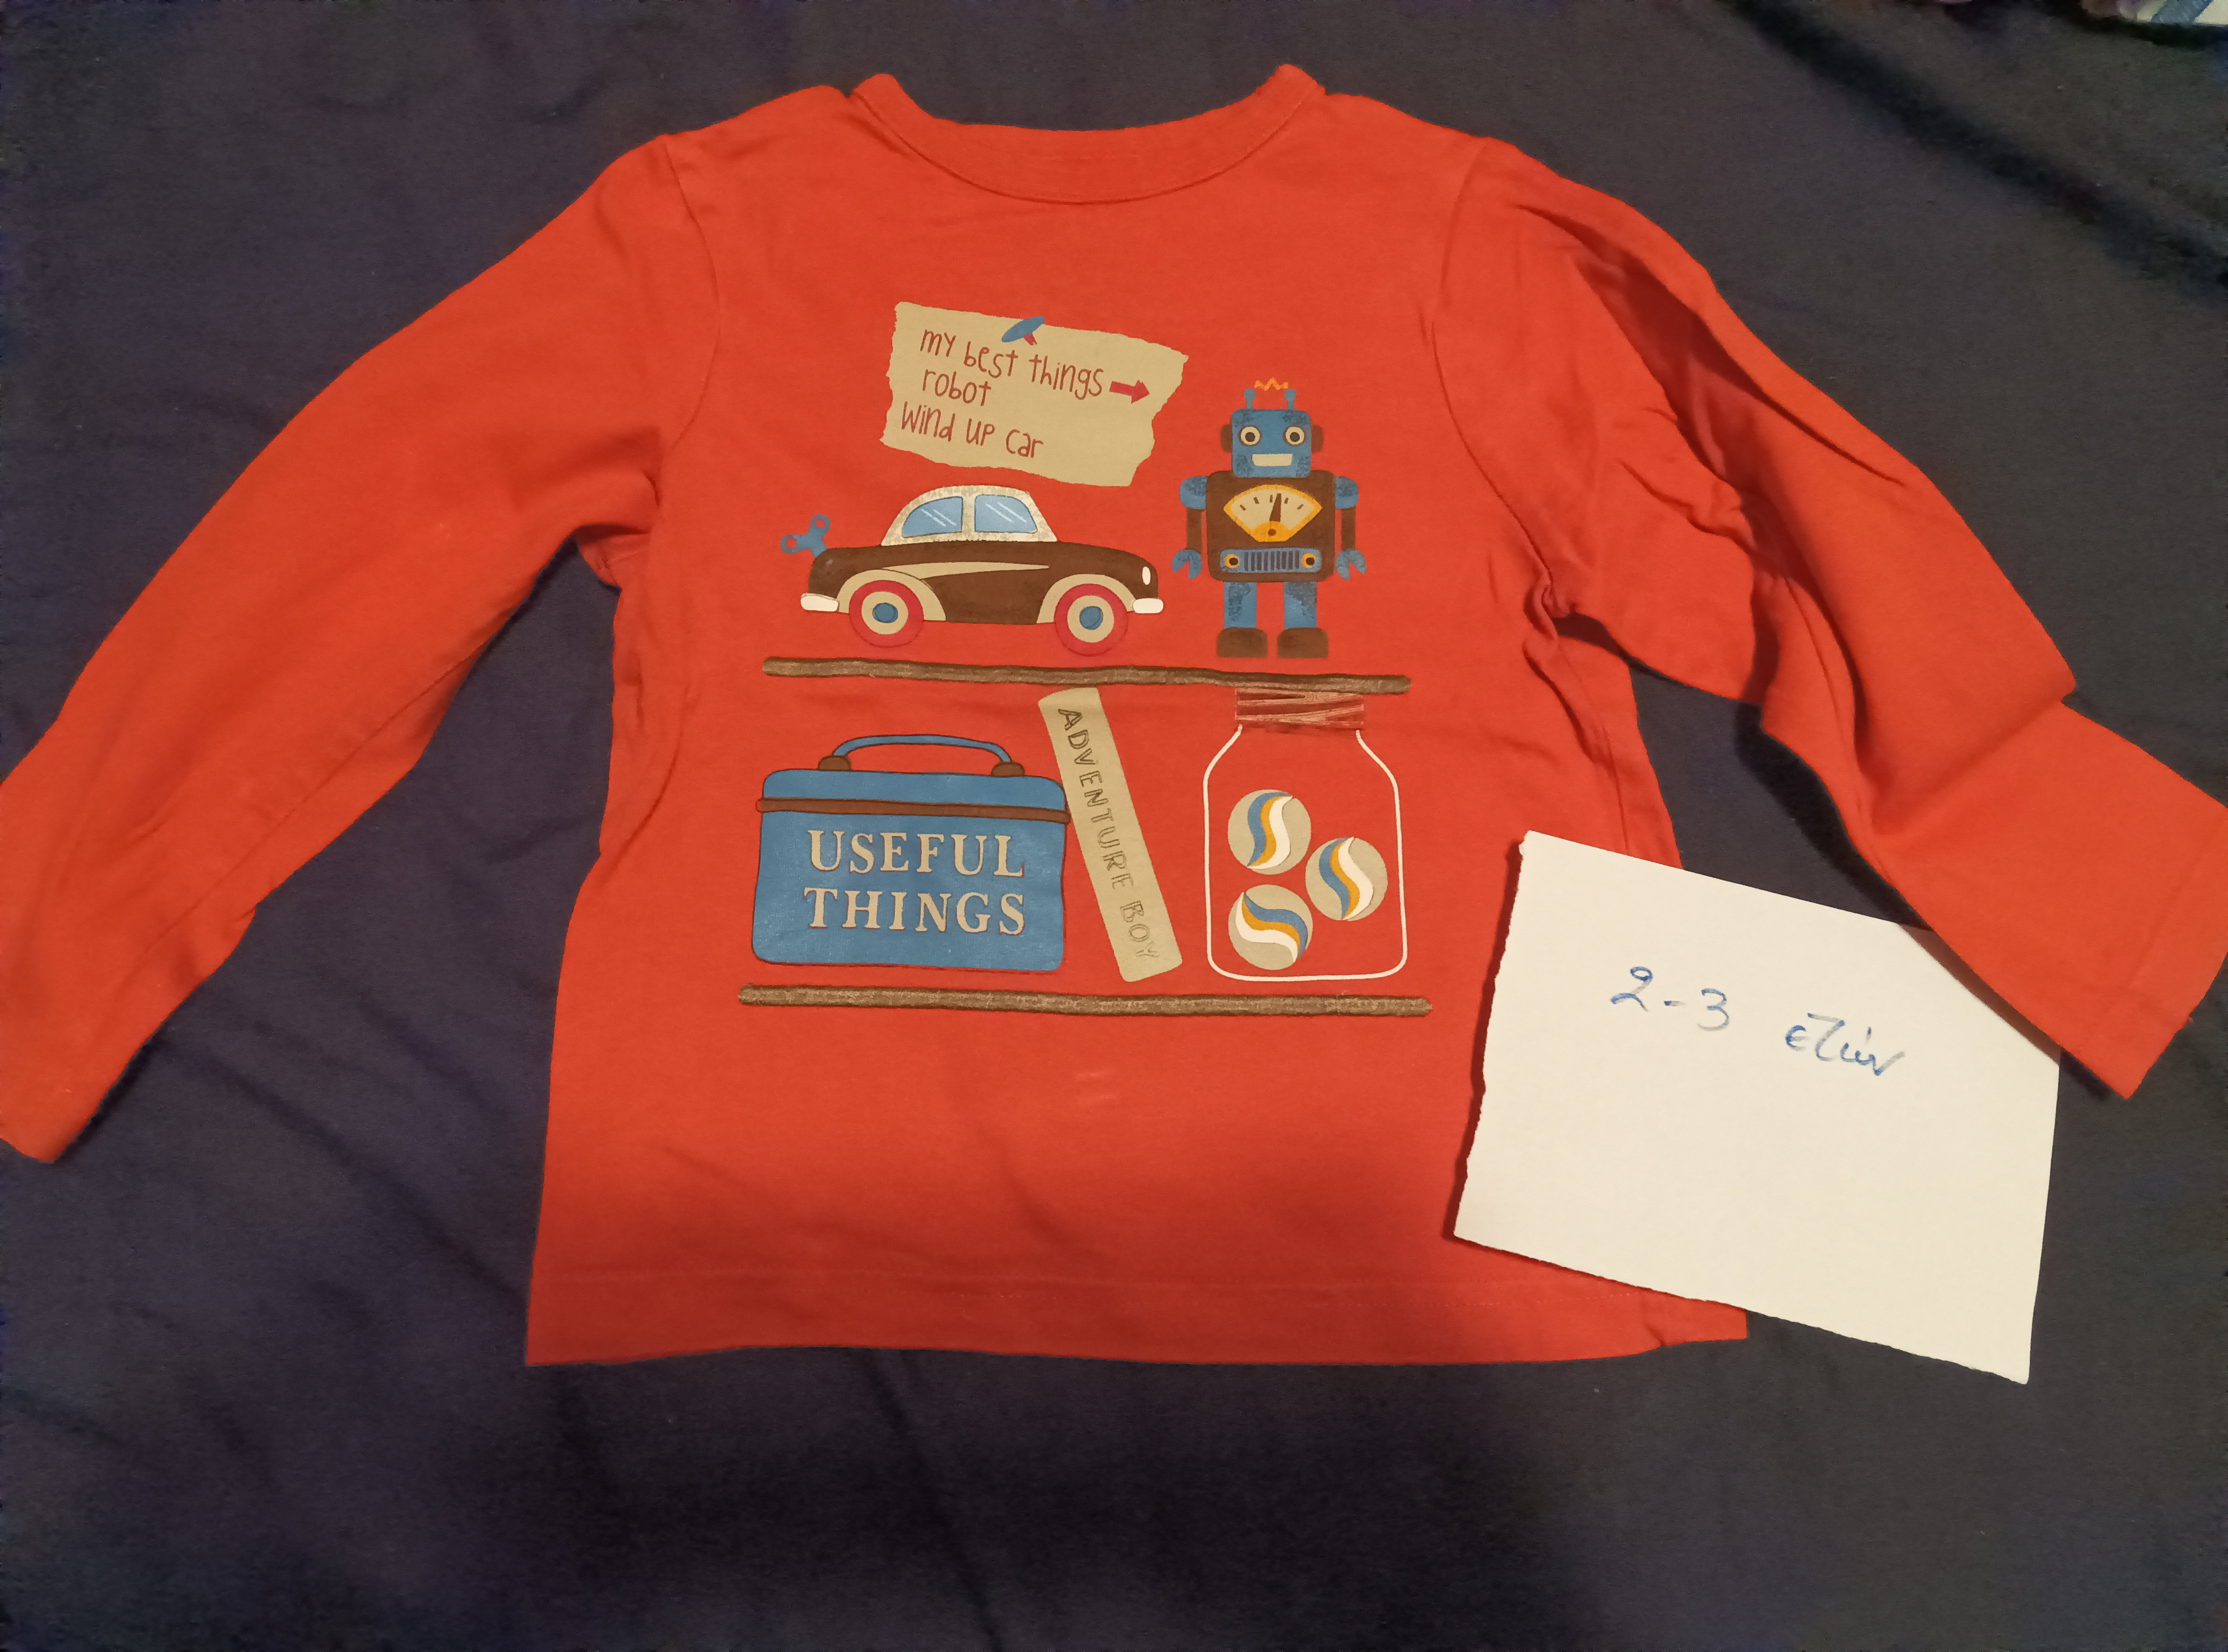 my best things
robot
wind up car
ADVENTURE BOY
USEFUL
THINGS
2-3 ετών